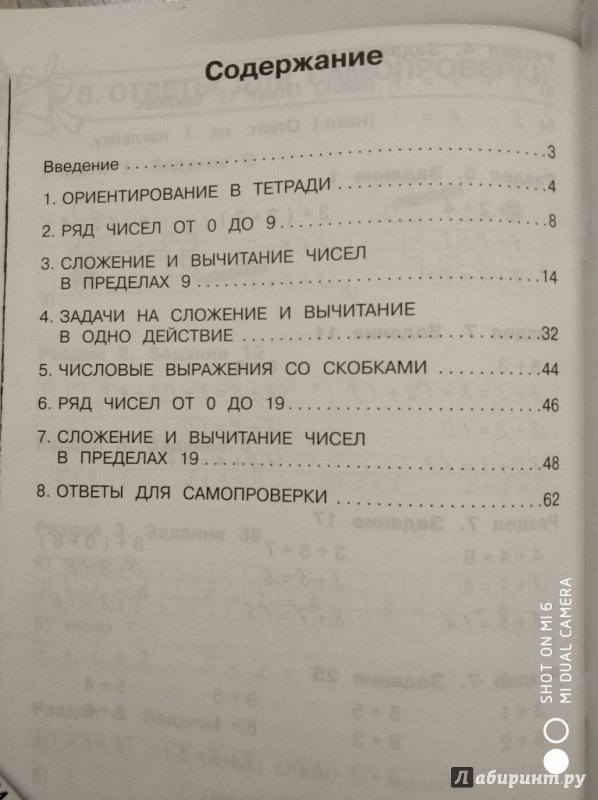 Содержание
Введение 3
1. ОРИЕНТИРОВАНИЕ В ТЕТРАДИ 4
2. РЯД ЧИСЕЛ ОТ 0 ДО 9 8
3. СЛОЖЕНИЕ И ВЫЧИТАНИЕ ЧИСЕЛ
В ПРЕДЕЛАХ 9 14
4. ЗАДАЧИ НА СЛОЖЕНИЕ И ВЫЧИТАНИЕ
В ОДНО ДЕЙСТВИЕ 32
5. ЧИСЛОВЫЕ ВЫРАЖЕНИЯ СО СКОБКАМИ 44
6. РЯД ЧИСЕЛ ОТ 0 ДО 19 46
7. СЛОЖЕНИЕ И ВЫЧИТАНИЕ ЧИСЕЛ
В ПРЕДЕЛАХ 19 48
8. ОТВЕТЫ ДЛЯ САМОПРОВЕРКИ 62
SHOT ON MI 6
MI DUAL CAMERA
Лабиринт.ру